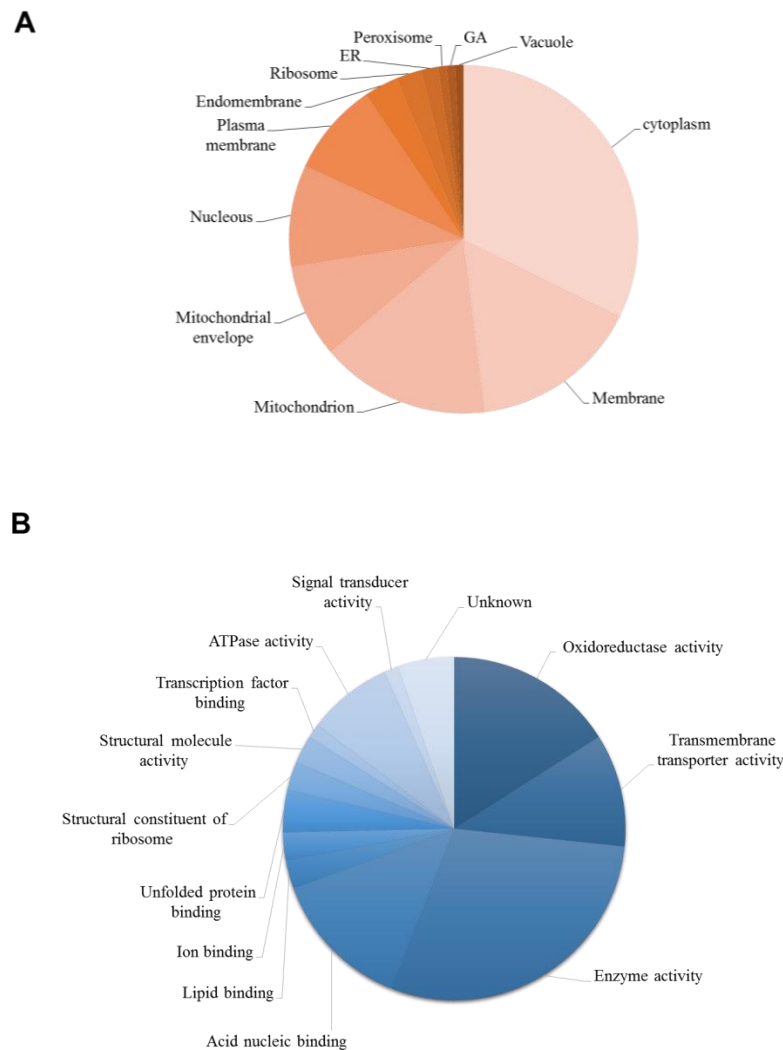 A
Peroxisome
GA
Vacuole
ER
Ribosome
Endomembrane
Plasma
membrane
cytoplasm
Nucleous
Mitochondrial
envelope
Mitochondrion
Membrane
B
Signal transducer
activity
Unknown
ATPase activity
Oxidoreductase activity
Transcription factor
binding
Structural molecule
activity
Transmembrane
transporter activity
Structural constituent of
ribosome
Unfolded protein
binding
Ion binding
Enzyme activity
Lipid binding
Acid nucleic binding